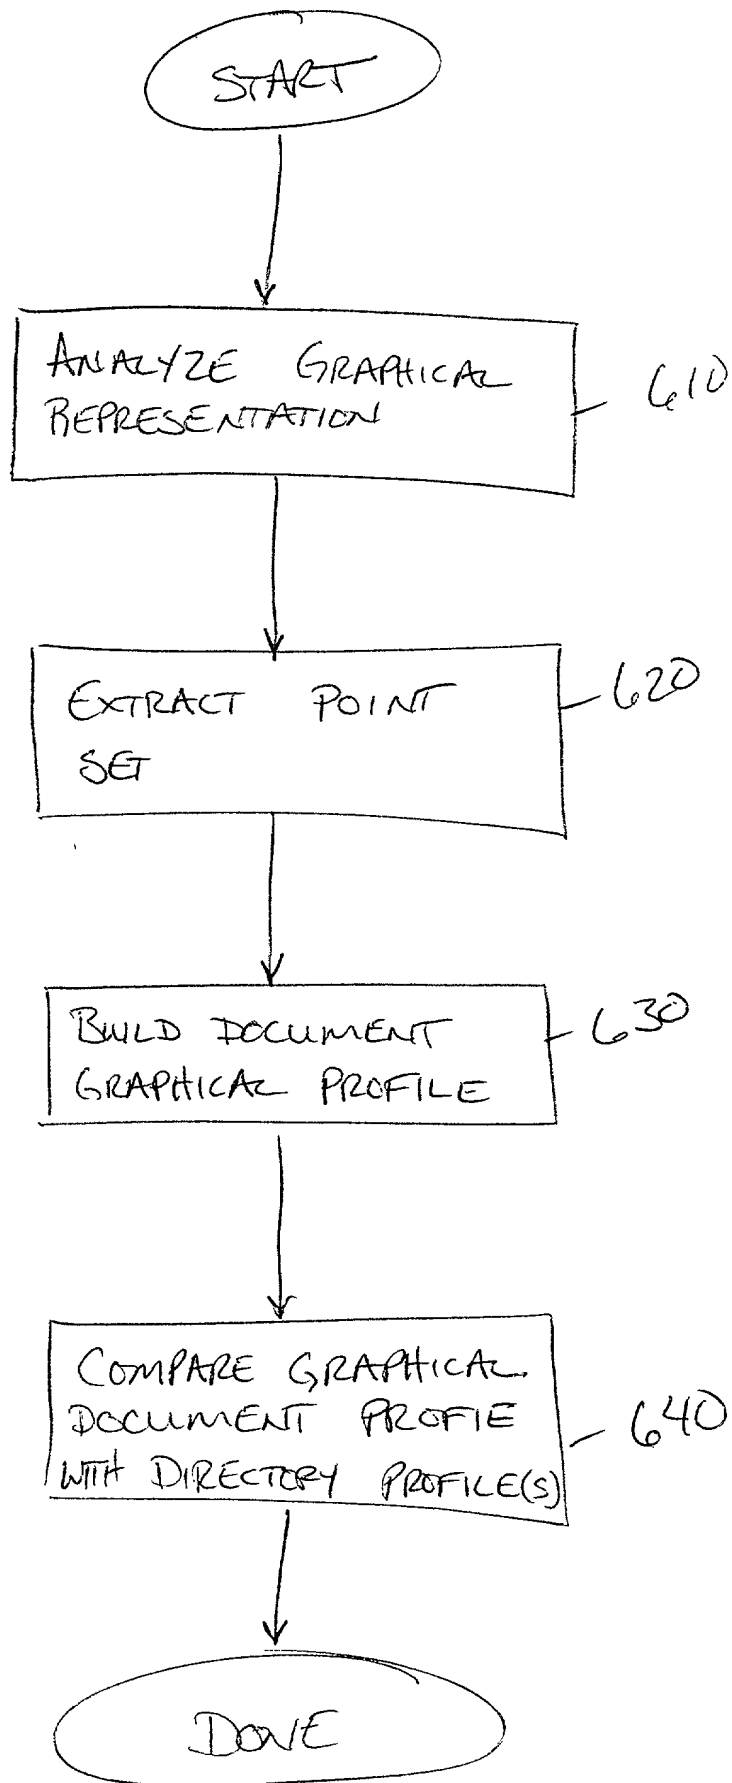 START
ANALYZE GRAPHICAL
REPRESENTATION
610
EXTRACT POINT
SET
620
BUILD DOCUMENT
GRAPHICAL PROFILE
630
COMPARE GRAPHICAL
DOCUMENT PROFIE
WITH DIRECTORY PROFILE(S)
640
DONE